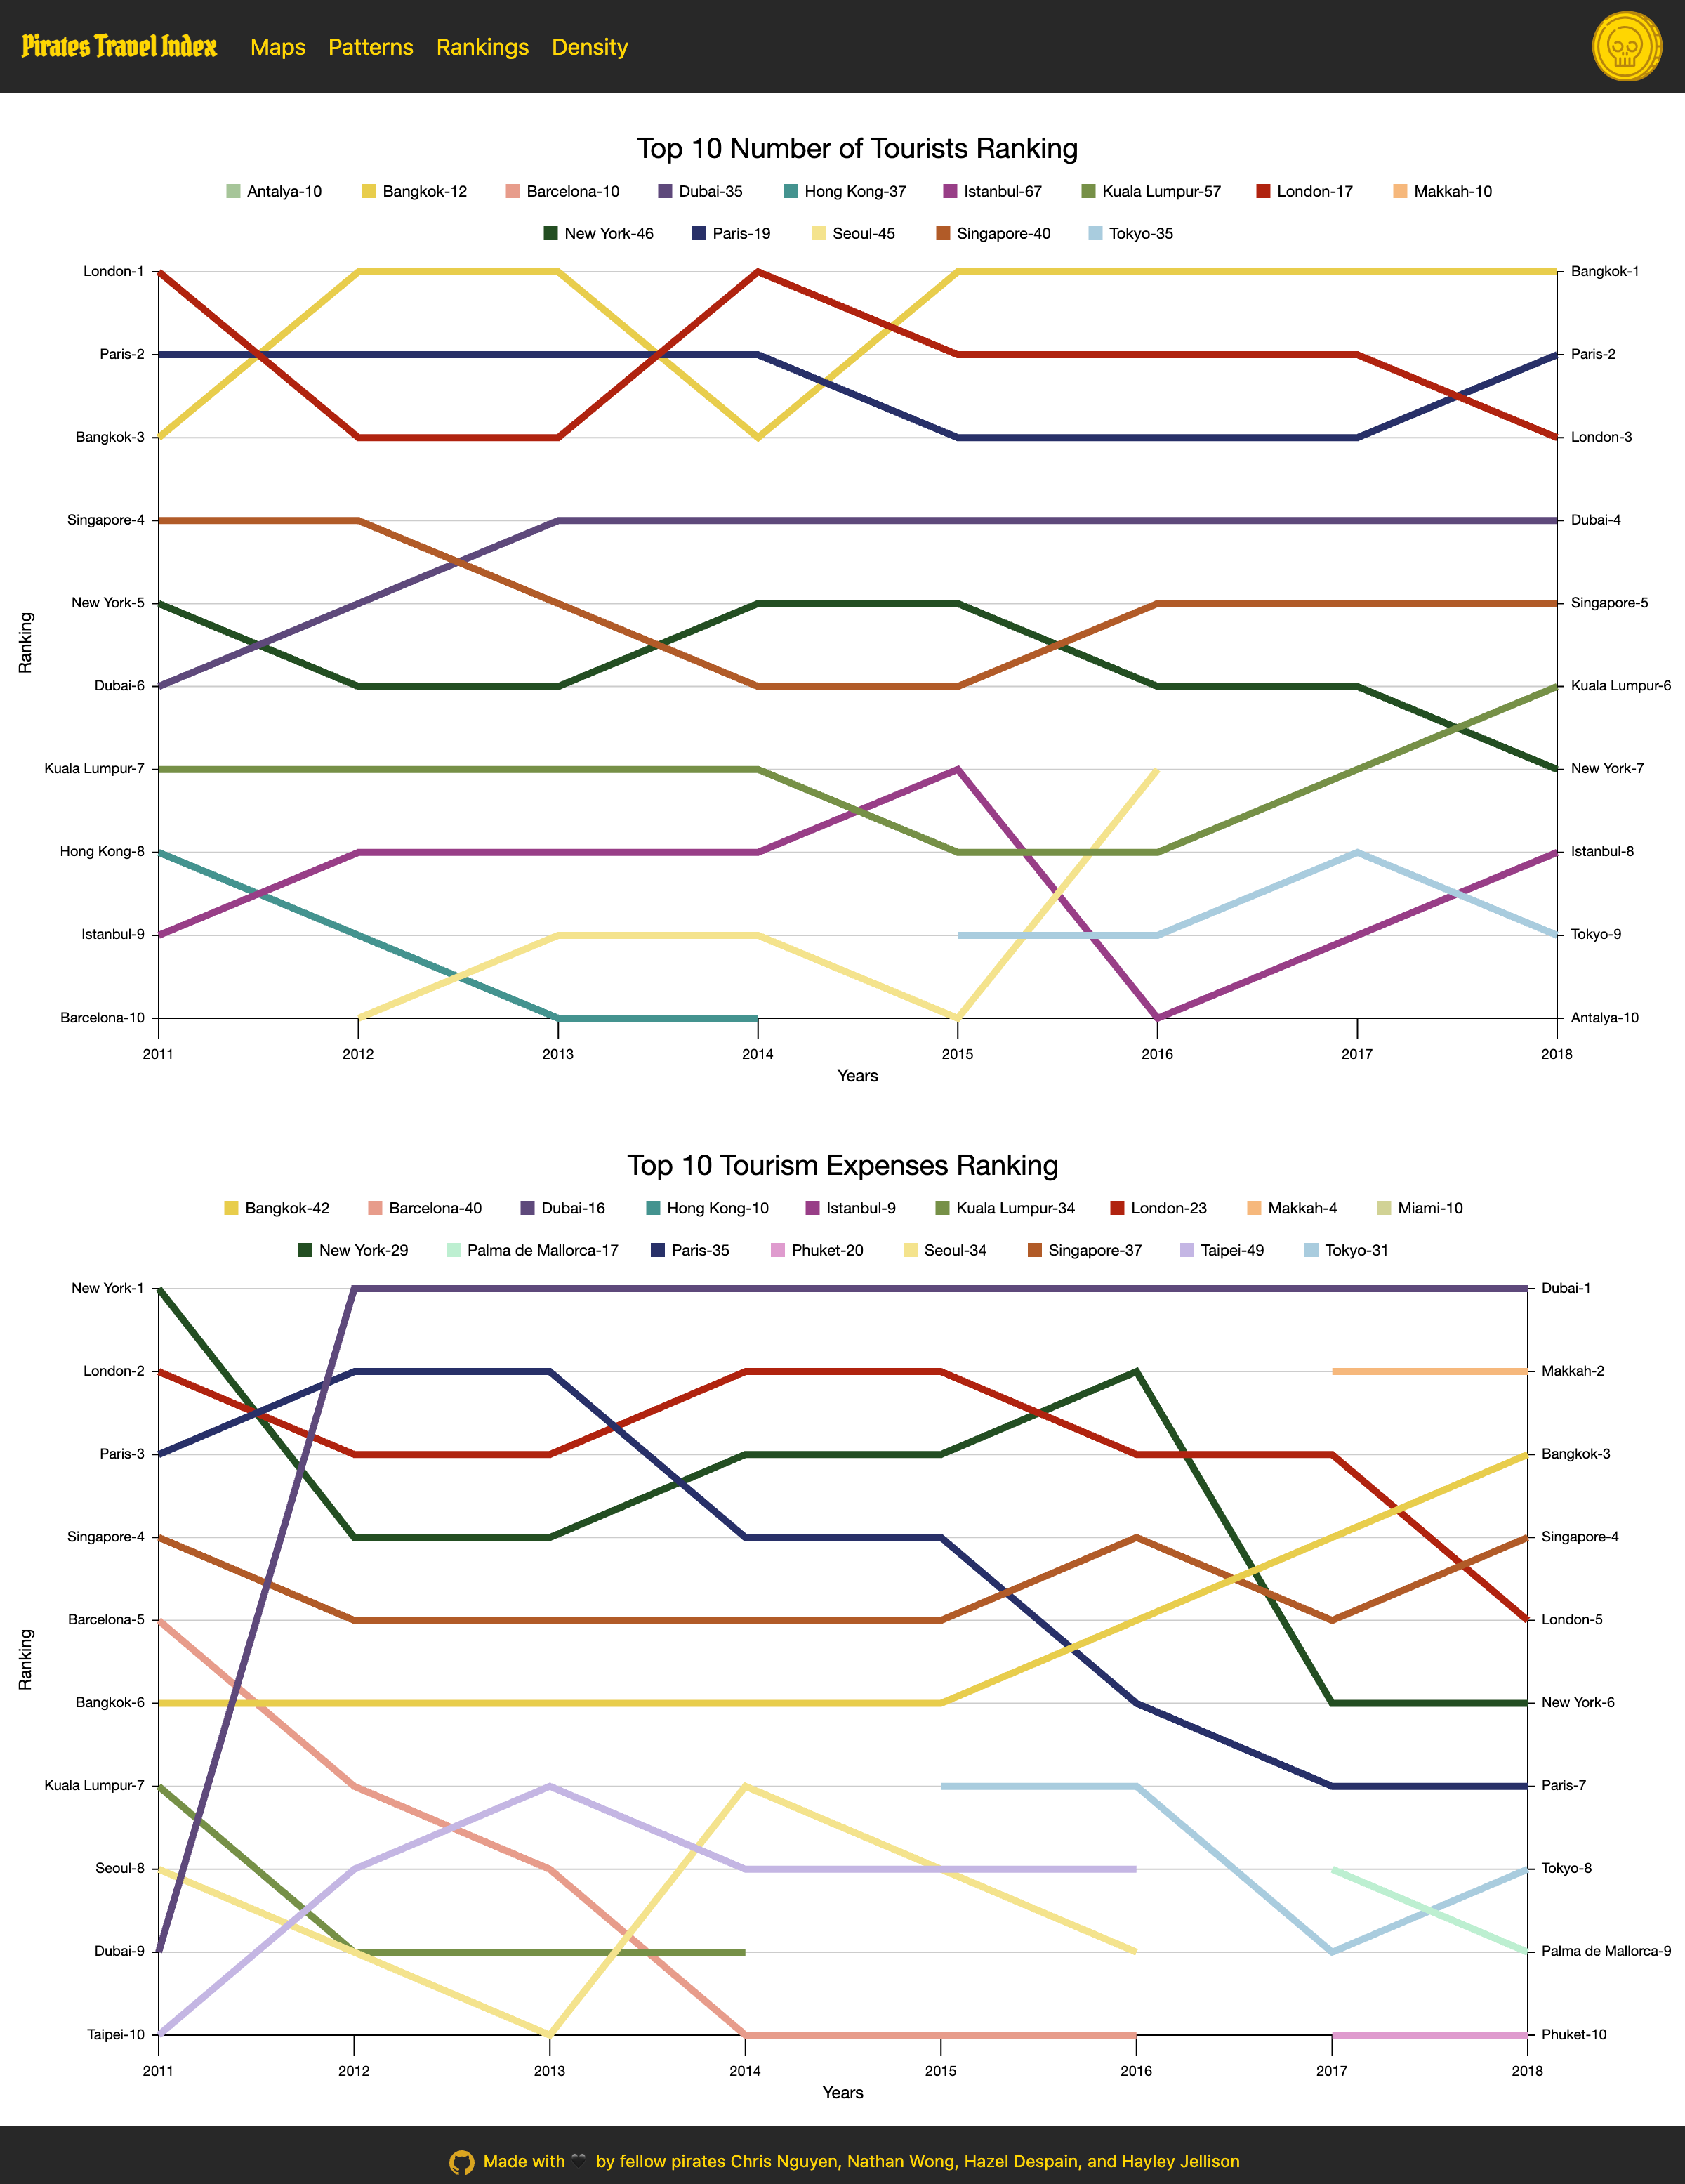 Pirates Travel Index Maps Patterns Rankings Density
Top 10 Number of Tourists Ranking
Antalya-10 Bangkok-12 Barcelona-10 Dubai-35 Hong Kong-37 Istanbul-67 Kuala Lumpur-57 London-17 Makkah-10
New York-46 Paris-19 Seoul-45 Singapore-40 Tokyo-35
London-1 Bangkok-1
Paris-2 Paris-2
Bangkok-3 London-3
Singapore-4 Dubai-4
New York-5 Singapore-5
Ranking
Dubai-6 Kuala Lumpur-6
Kuala Lumpur-7 New York-7
Hong Kong-8 Istanbul-8
Istanbul-9 Tokyo-9
Barcelona-10 Antalya-10
2011 2012 2013 2014 2015 2016 2017 2018
Years
Top 10 Tourism Expenses Ranking
Bangkok-42 Barcelona-40 Dubai-16 Hong Kong-10 Istanbul-9 Kuala Lumpur-34 London-23 Makkah-4 Miami-10
New York-29 Palma de Mallorca-17 Paris-35 Phuket-20 Seoul-34 Singapore-37 Taipei-49 Tokyo-31
New York-1 Dubai-1
London-2 Makkah-2
Paris-3 Bangkok-3
Singapore-4 Singapore-4
Barcelona-5 London-5
Ranking
Bangkok-6 New York-6
Kuala Lumpur-7 Paris-7
Seoul-8 Tokyo-8
Dubai-9 Palma de Mallorca-9
Taipei-10 Phuket-10
2011 2012 2013 2014 2015 2016 2017 2018
Years
Made with 🖤 by fellow pirates Chris Nguyen, Nathan Wong, Hazel Despain, and Hayley Jellison